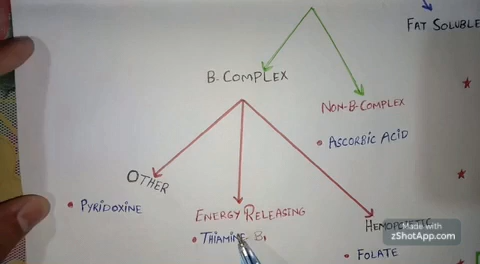 FAT SOLUBLE
B-COMPLEX
NON-B-COMPLEX
• ASCORBIC ACID
OTHER
• PYRIDOXINE
ENERGY RELEASING
• THIAMINE B1
• FOLATE
Made with
zShotApp.com